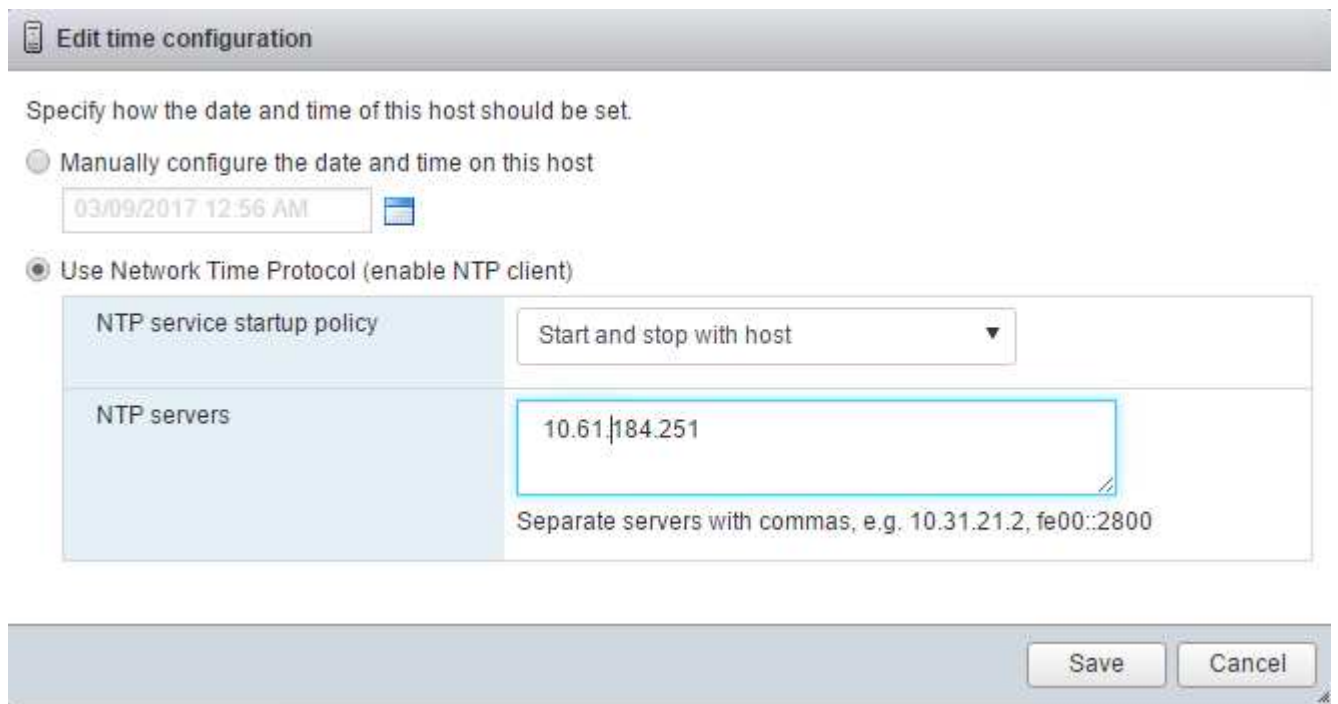 Edit time configuration
Specify how the date and time of this host should be set.
Manually configure the date and time on this host
03/09/2017 12:56 AM
Use Network Time Protocol (enable NTP client)
NTP service startup policy
Start and stop with host
NTP servers
10.61.184.251
Separate servers with commas, e.g. 10.31.21.2, fe00::2800
Save
Cancel